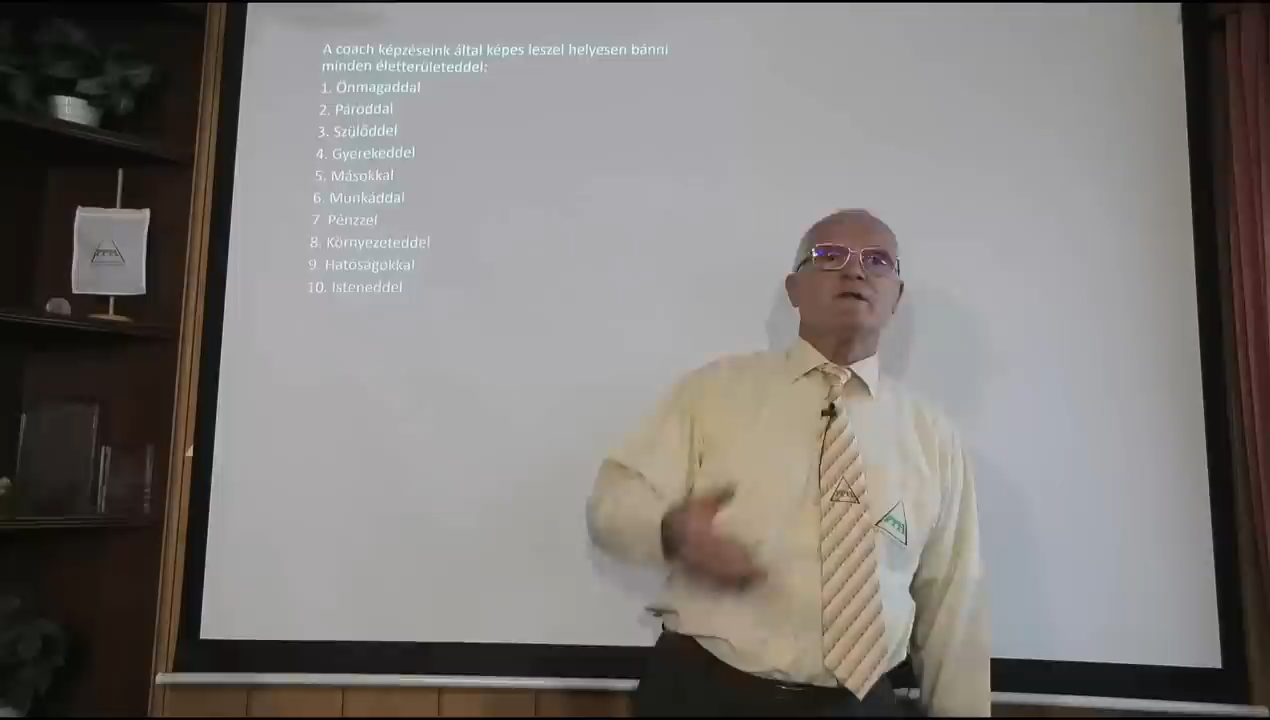 A coach képzéseink által képes leszel helyesen bánni
minden életterületeddel:
1. Önmagaddal
2. Pároddal
3. Szülőddel
4. Gyerekeddel
5. Másokkal
6. Munkáddal
7 Pénzzel
8. Környezeteddel
9. Hatóságokkal
10. Isteneddel